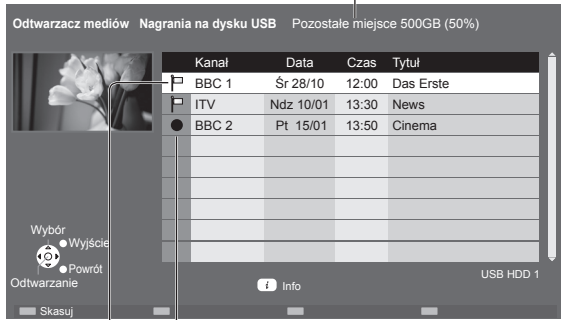 Odtwarzacz mediów Nagrania na dysku USB Pozostałe miejsce 500GB (50%)
Kanał Data Czas Tytuł
BBC 1 Śr 28/10 12:00 Das Erste
ITV Ndz 10/01 13:30 News
BBC 2 Pt 15/01 13:50 Cinema
Wybór
Wyjście
Powrót
Odtwarzanie
i Info
USB HDD 1
Skasuj